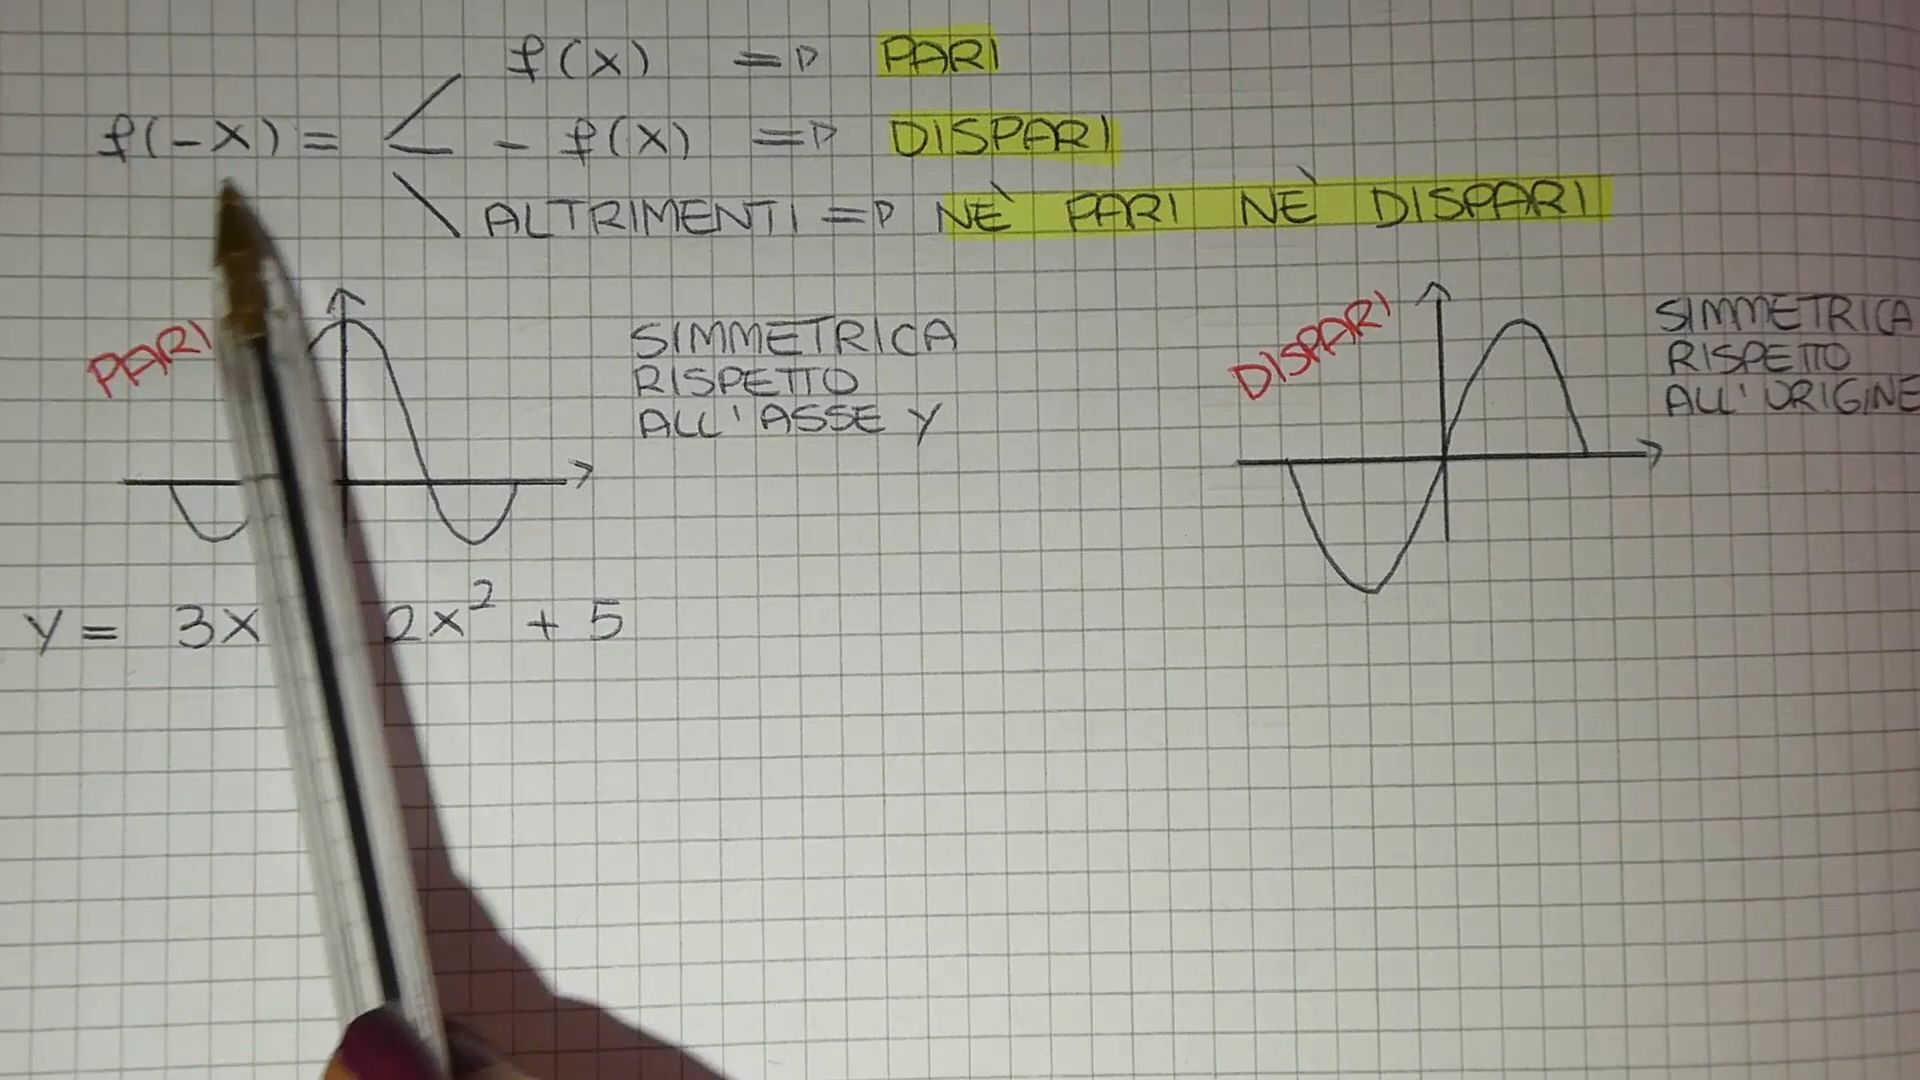 f(x) => PARI
f(-x) = - f(x) => DISPARI
ALTRIMENTI => NÈ PARI NÈ DISPARI
PARI
SIMMETRICA
RISPETTO
ALL'ASSE Y
DISPARI
SIMMETRICA
RISPETTO
ALL'ORIGINE
y = 3x 2x² + 5